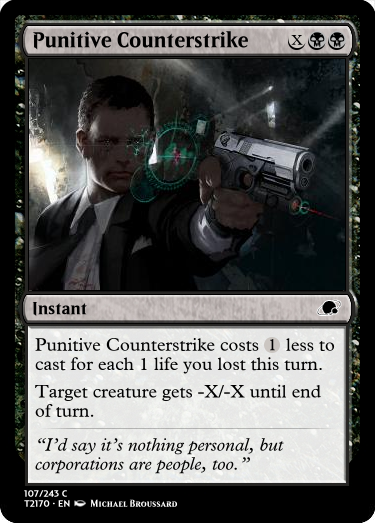 Punitive Counterstrike X
Instant
Punitive Counterstrike costs 1 less to
cast for each 1 life you lost this turn.
Target creature gets -X/-X until end
of turn.
“I’d say it’s nothing personal, but
corporations are people, too.”
107/243 C
T2170 • EN Michael Broussard